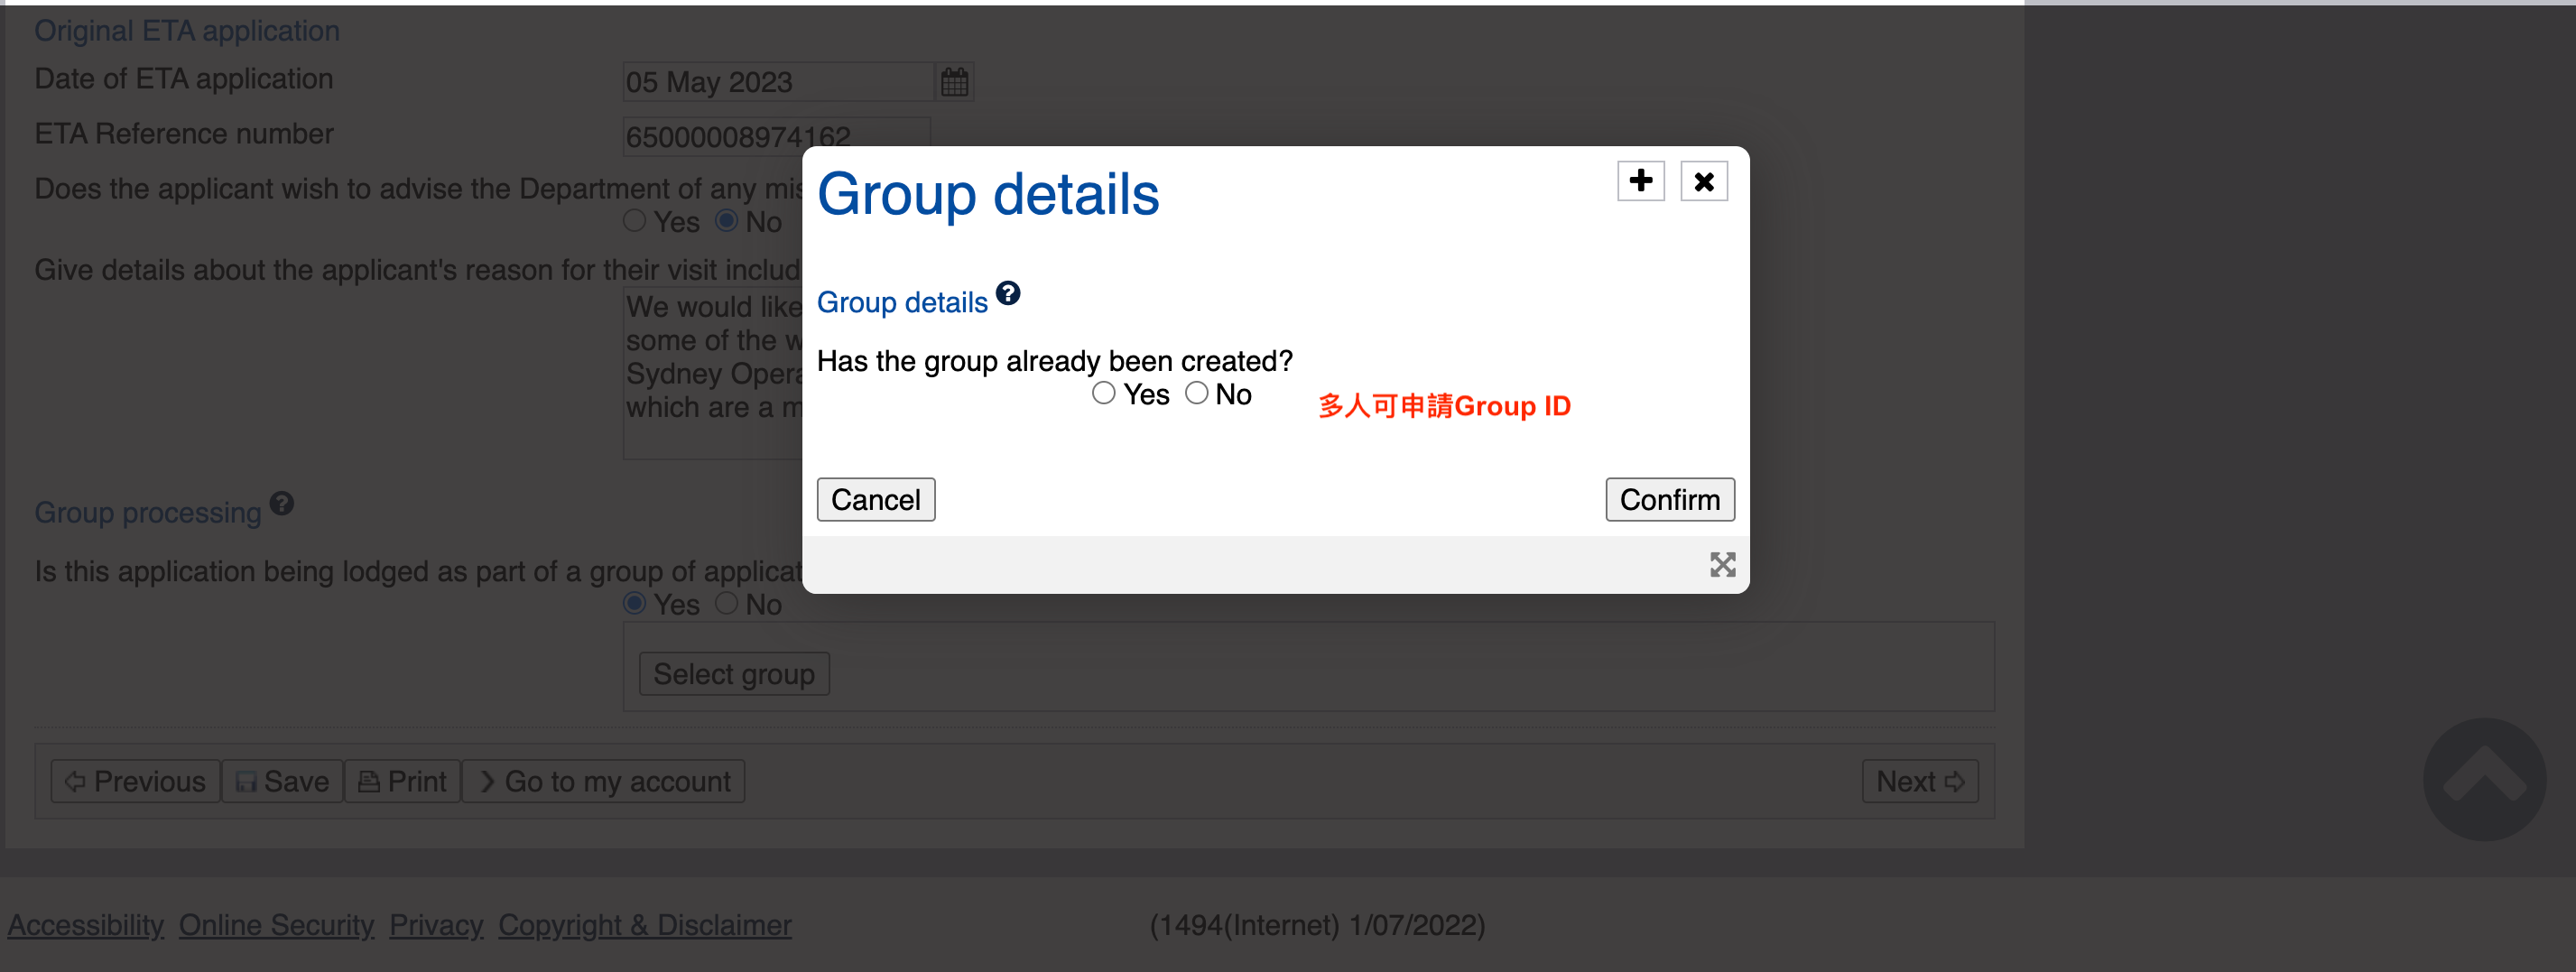 Original ETA application
Date of ETA application
05 May 2023
ETA Reference number
65000008974162
Does the applicant wish to advise the Department of any
Yes No
Give details about the applicant's reason for their visit
We would like
some of the
Sydney
which are a
Group processing
Is this application being lodged as part of a group of
Yes No
Select group
Group details
Group details
Has the group already been created?
Yes No
多人可申請Group ID
Cancel
Confirm
Previous Save Print Go to my account
Next
Accessibility Online Security Privacy Copyright & Disclaimer
(1494(Internet) 1/07/2022)